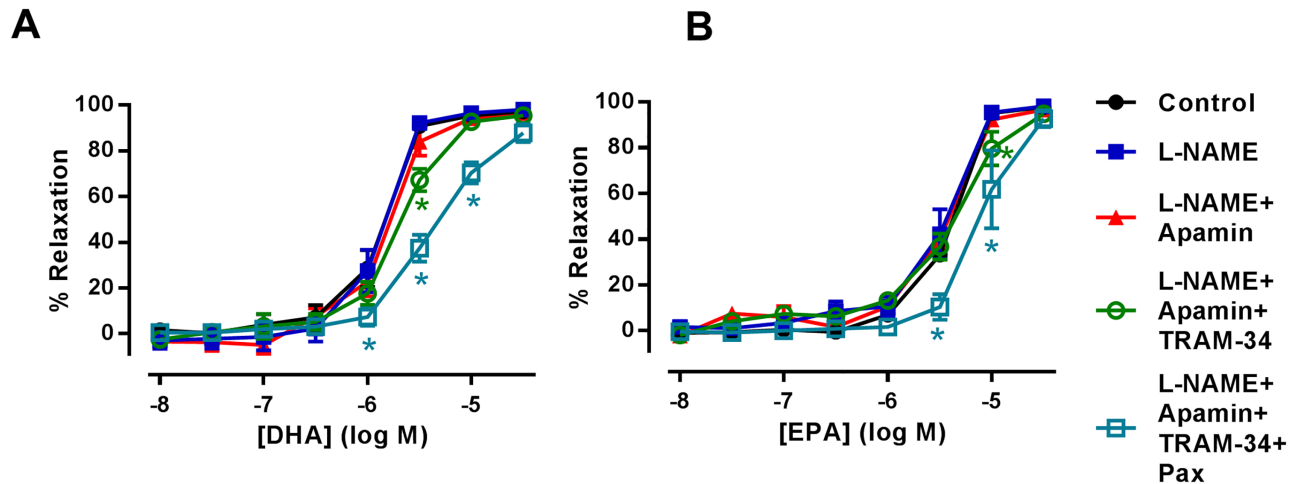 A
B
% Relaxation
100
80
60
40
20
0
*
*
*
*
-8
-7
-6
-5
[DHA] (log M)
% Relaxation
100
80
60
40
20
0
*
*
*
-8
-7
-6
-5
[EPA] (log M)
Control
L-NAME
L-NAME+
Apamin
L-NAME+
Apamin+
TRAM-34
L-NAME+
Apamin+
TRAM-34+
Pax